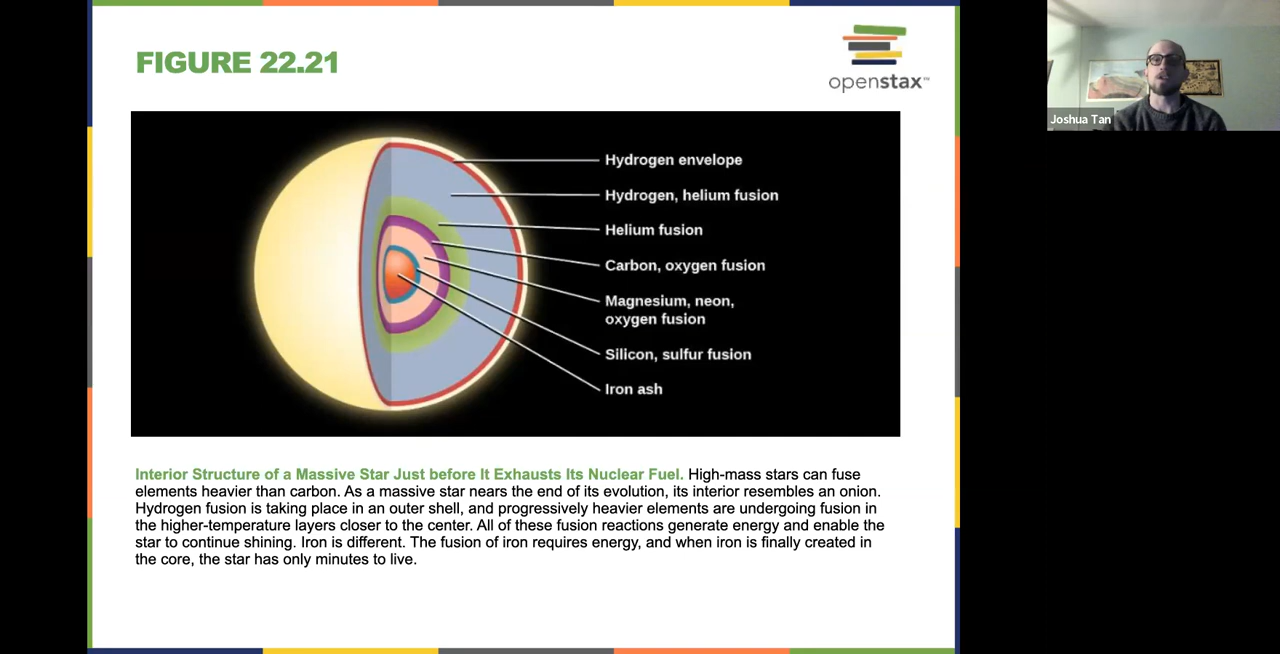 FIGURE 22.21
openstax™
Joshua Tan
Hydrogen envelope
Hydrogen, helium fusion
Helium fusion
Carbon, oxygen fusion
Magnesium, neon,
oxygen fusion
Silicon, sulfur fusion
Iron ash
Interior Structure of a Massive Star Just before It Exhausts Its Nuclear Fuel. High-mass stars can fuse
elements heavier than carbon. As a massive star nears the end of its evolution, its interior resembles an onion.
Hydrogen fusion is taking place in an outer shell, and progressively heavier elements are undergoing fusion in
the higher-temperature layers closer to the center. All of these fusion reactions generate energy and enable the
star to continue shining. Iron is different. The fusion of iron requires energy, and when iron is finally created in
the core, the star has only minutes to live.